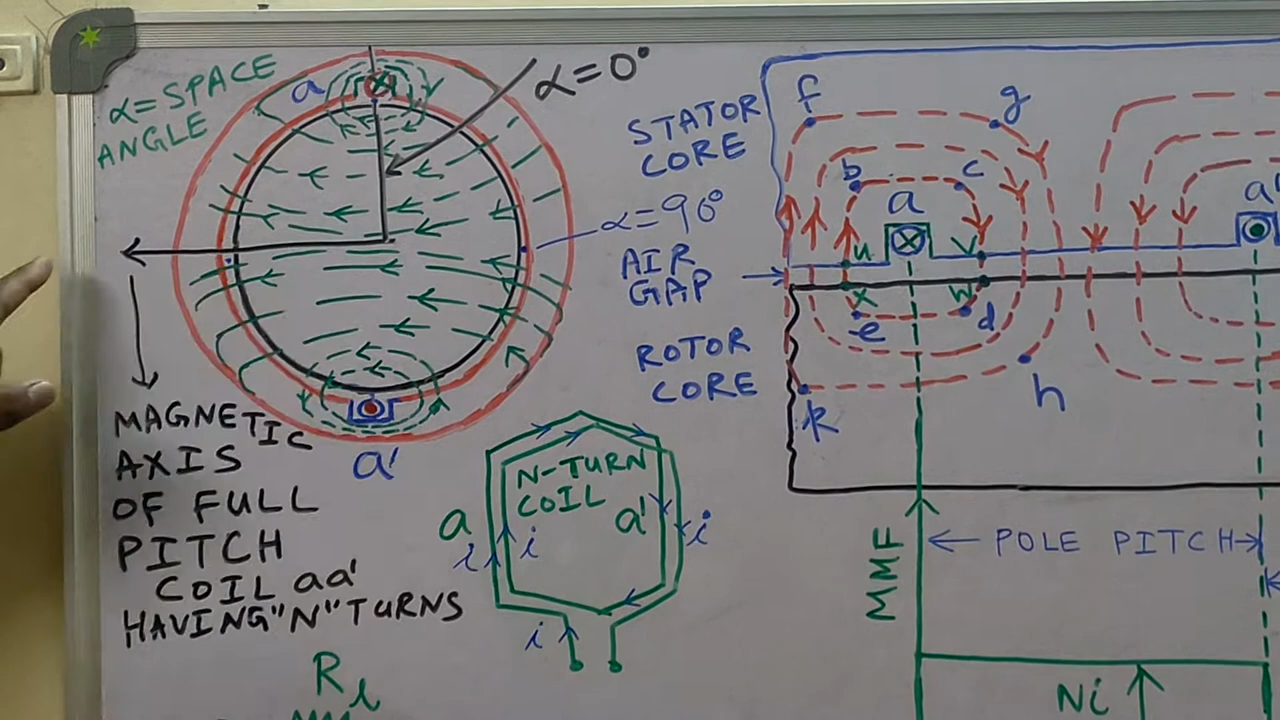 α=SPACE
ANGLE
a
α=0°
STATOR
CORE
α=90°
AIR
GAP
ROTOR
CORE
f
g
b
c
a
a'
u
v
x
w
e
d
h
k
a'
MAGNETIC
AXIS
OF FULL
PITCH
COIL aa'
HAVING "N" TURNS
N-TURN
COIL
a
a'
i
i
i
i
MMF
POLE PITCH
Ni
R